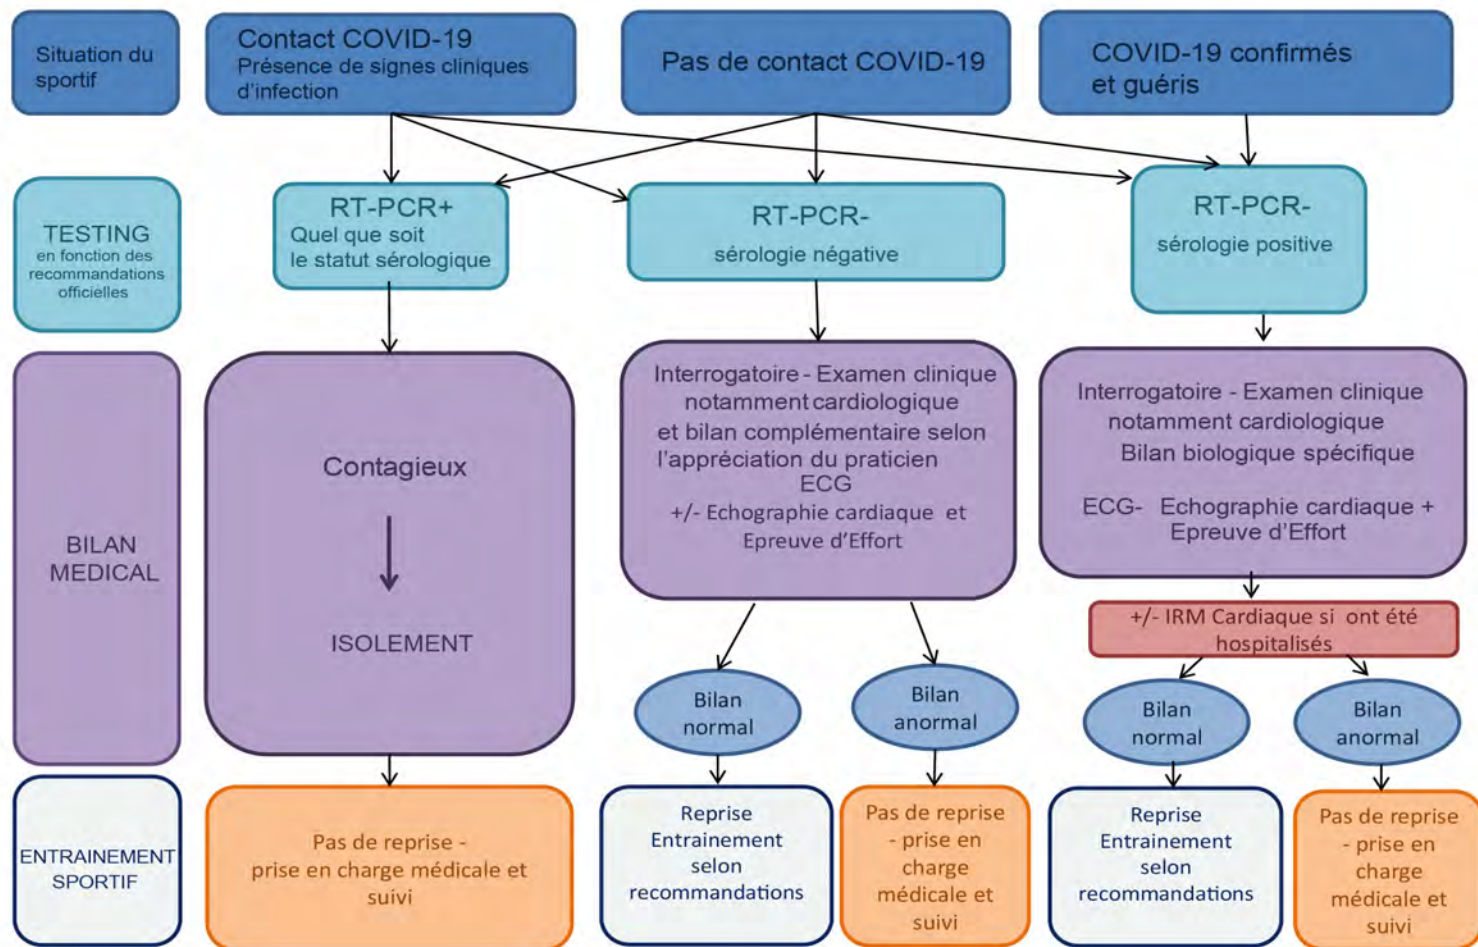 Situation du
sportif
Contact COVID-19
Présence de signes cliniques
d'infection
Pas de contact COVID-19
COVID-19 confirmés
et guéris
TESTING
en fonction des
recommandations
officielles
RT-PCR+
Quel que soit
le statut sérologique
RT-PCR-
sérologie négative
RT-PCR-
sérologie positive
BILAN
MEDICAL
Contagieux
ISOLEMENT
Interrogatoire - Examen clinique
notamment cardiologique
et bilan complémentaire selon
l'appréciation du praticien
ECG
+/- Echographie cardiaque et
Epreuve d'Effort
Interrogatoire - Examen clinique
notamment cardiologique
Bilan biologique spécifique
ECG- Echographie cardiaque +
Epreuve d'Effort
+/- IRM Cardiaque si ont été
hospitalisés
Bilan
normal
Bilan
anormal
Bilan
normal
Bilan
anormal
ENTRAINEMENT
SPORTIF
Pas de reprise -
prise en charge médicale et
suivi
Reprise
Entrainement
selon
recommandations
Pas de reprise
- prise en
charge
médicale et
suivi
Reprise
Entrainement
selon
recommandations
Pas de reprise
- prise en
charge
médicale et
suivi